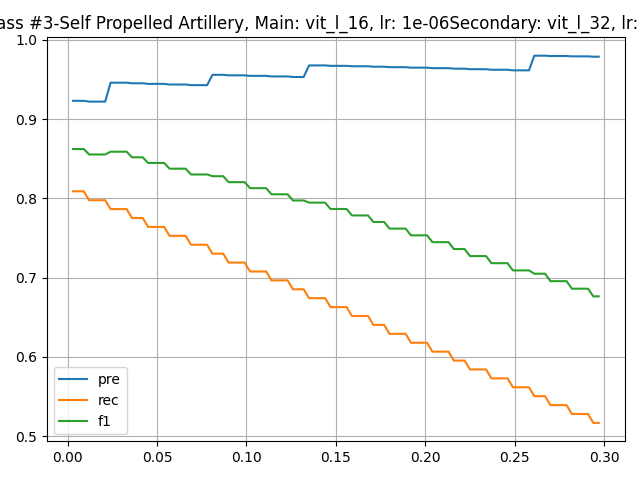 ass #3-Self Propelled Artillery, Main: vit_l_16, lr: 1e-06Secondary: vit_l_32, lr:
1.0
0.9
0.8
0.7
0.6
0.5
pre
rec
f1
0.00 0.05 0.10 0.15 0.20 0.25 0.30